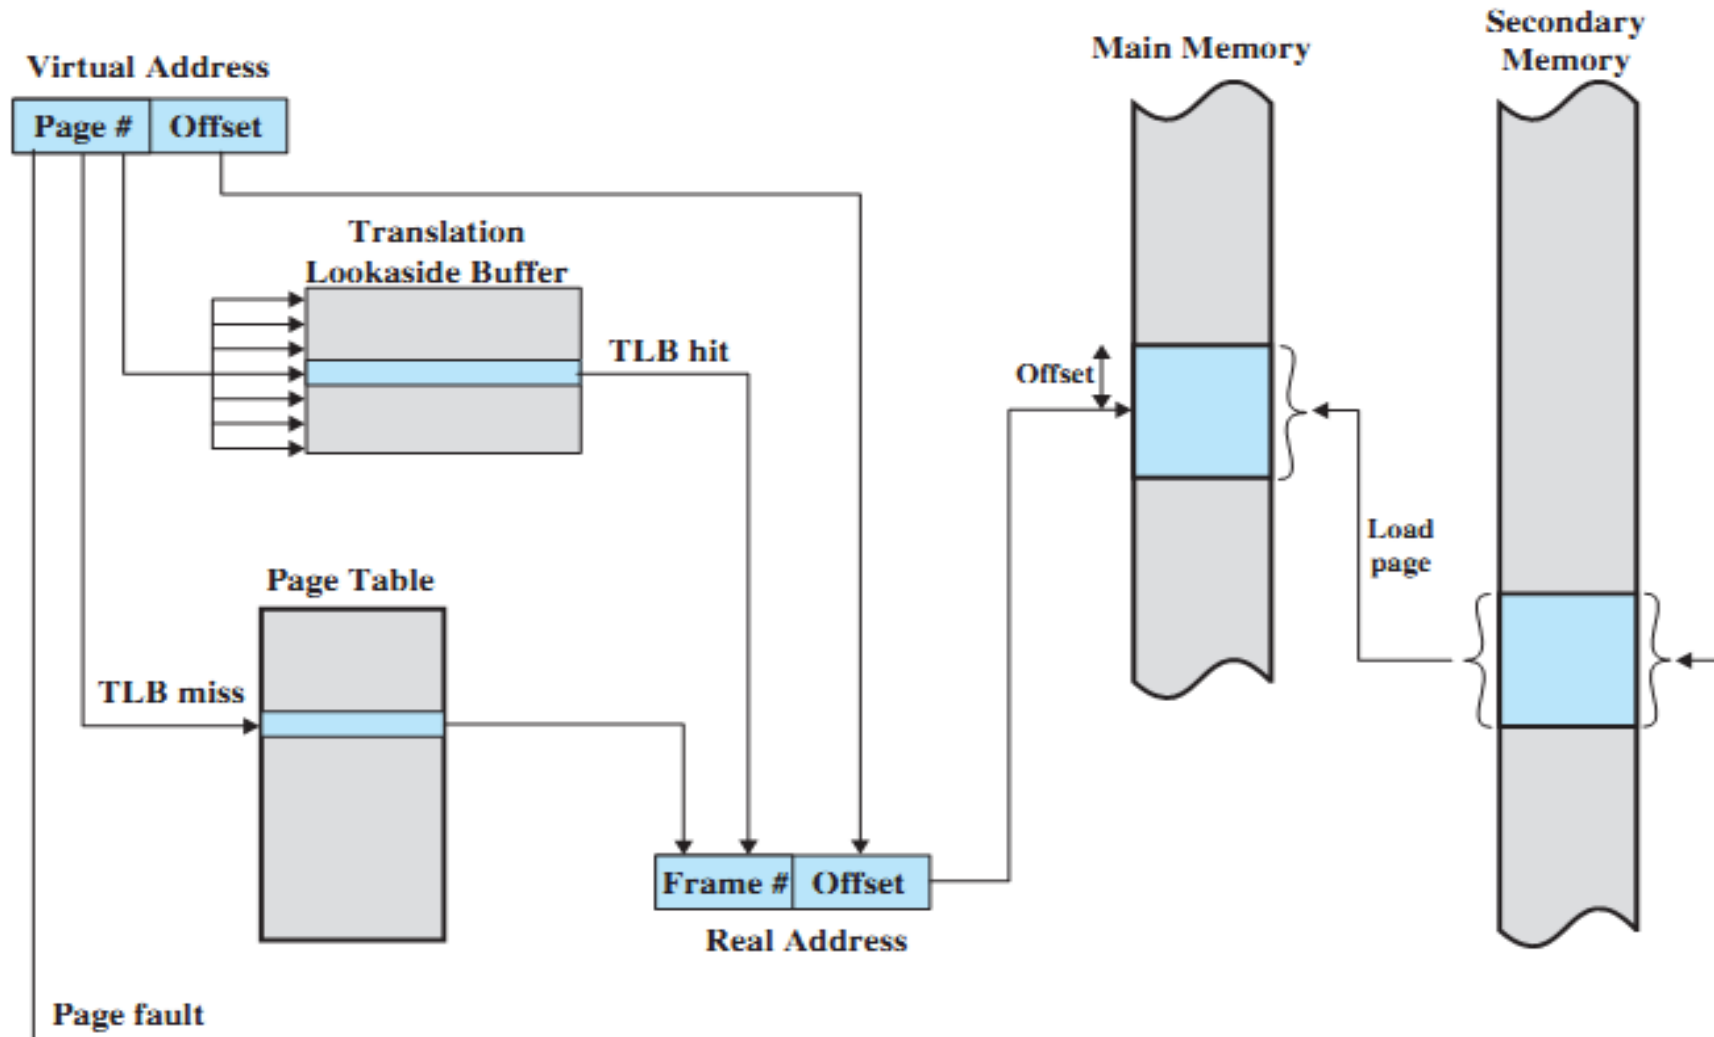 Virtual Address
Page # Offset
Translation
Lookaside Buffer
TLB hit
Page Table
TLB miss
Frame # Offset
Real Address
Page fault
Main Memory
Offset
Load
page
Secondary
Memory